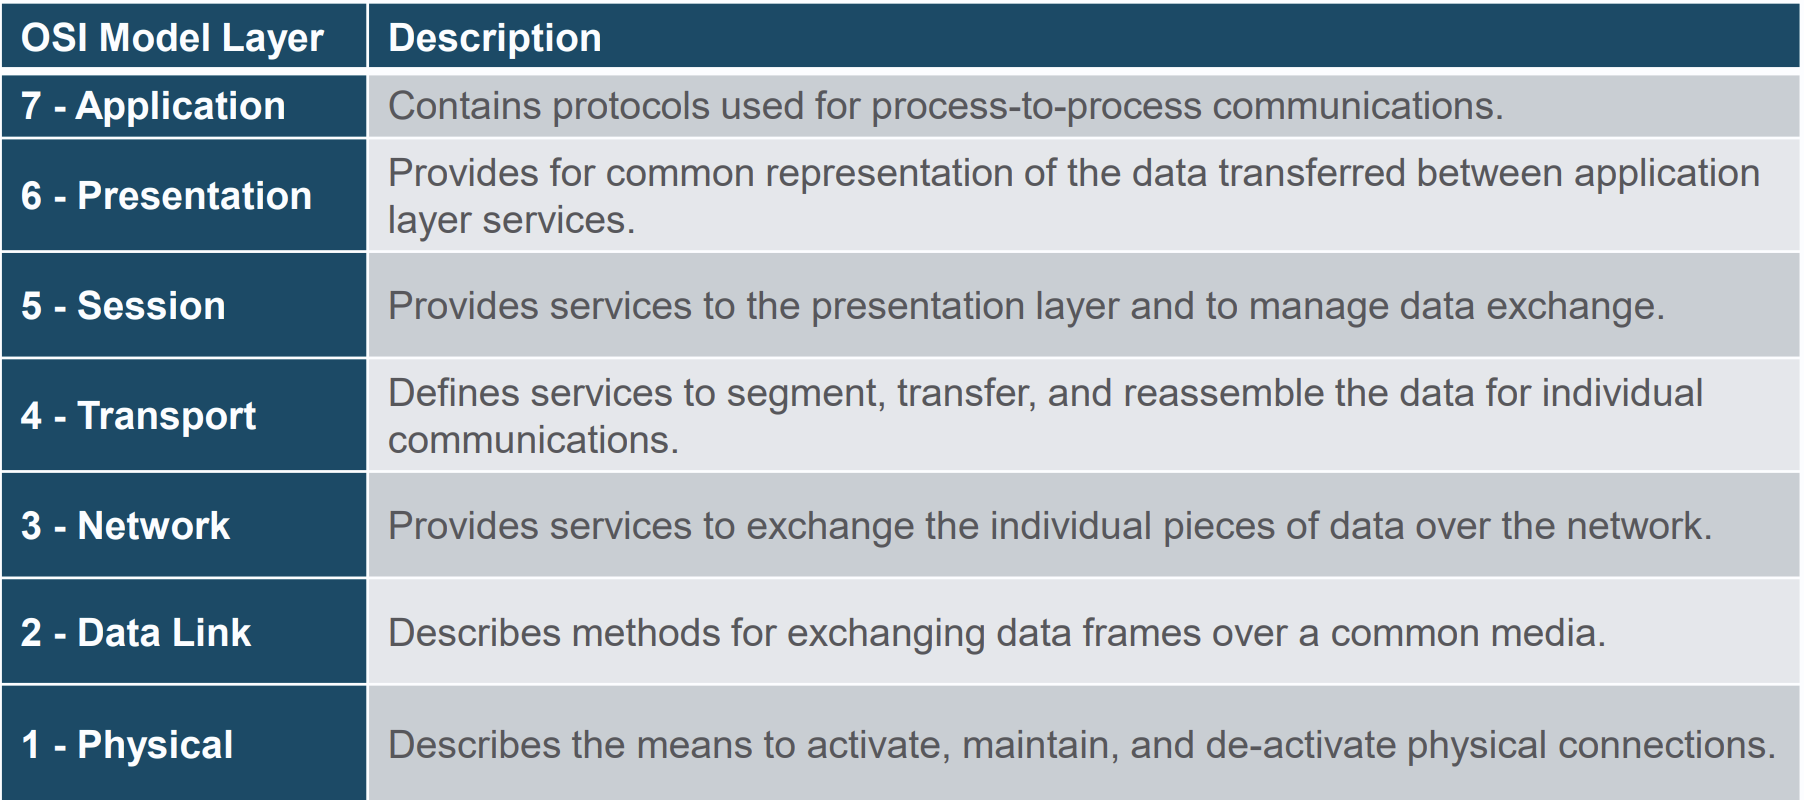 OSI Model Layer
Description
7 - Application
Contains protocols used for process-to-process communications.
6 - Presentation
Provides for common representation of the data transferred between application
layer services.
5 - Session
Provides services to the presentation layer and to manage data exchange.
4 - Transport
Defines services to segment, transfer, and reassemble the data for individual
communications.
3 - Network
Provides services to exchange the individual pieces of data over the network.
2 - Data Link
Describes methods for exchanging data frames over a common media.
1 - Physical
Describes the means to activate, maintain, and de-activate physical connections.